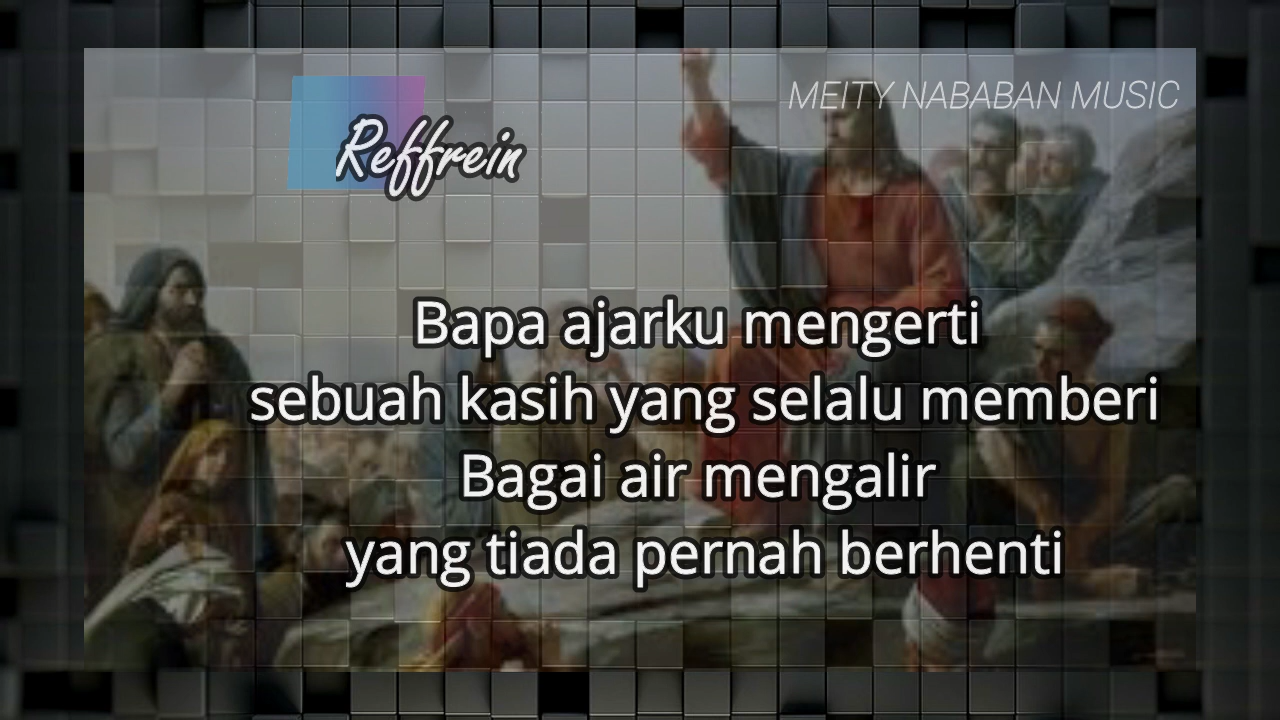 MEITY NABABAN MUSIC
Reffrein
Bapa ajarku mengerti
sebuah kasih yang selalu memberi
Bagai air mengalir
yang tiada pernah berhenti